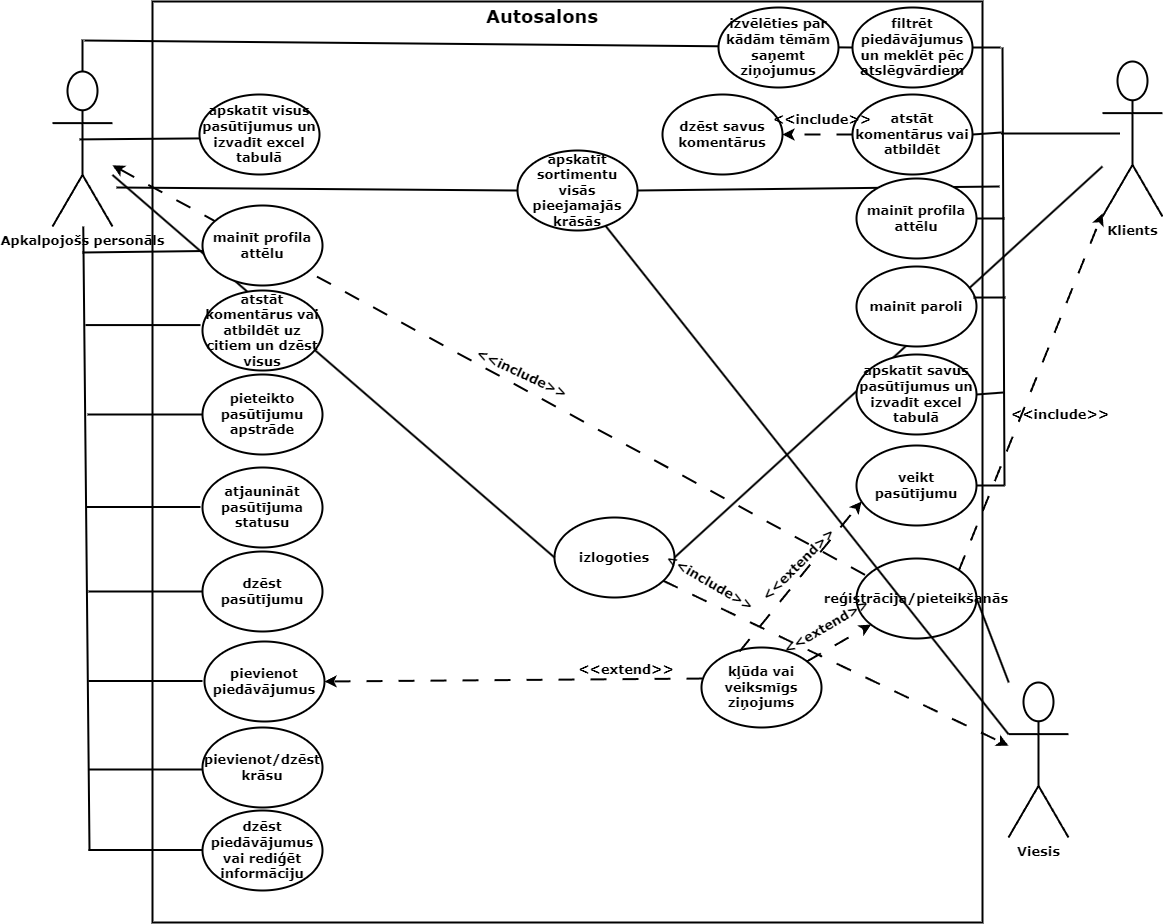 Autosalons
izvēlēties par
kādām tēmām
saņemt
ziņojumus
filtrēt
piedāvājumus
un meklēt pēc
atslēgvārdiem
apskatīt visus
pasūtījumus un
izvadīt excel
tabulā
dzēst savus
komentārus
<<include>>
atstāt
komentārus vai
atbildēt
apskatīt
sortimentu
visās
pieejamajās
krāsās
Apkalpojošs personāls
mainīt profila
attēlu
mainīt profila
attēlu
Klients
atstāt
komentārus vai
atbildēt uz
citiem un dzēst
visus
mainīt paroli
<<include>>
apskatīt savus
pasūtījumus un
izvadīt excel
tabulā
<<include>>
pieteikto
pasūtījumu
apstrāde
veikt
pasūtījumu
atjaunināt
pasūtījuma
statusu
izlogoties
<<include>>
<<extend>>
dzēst
pasūtījumu
reģistrācija/pieteikšanās
<<extend>>
pievienot
piedāvājumus
<<extend>>
kļūda vai
veiksmīgs
ziņojums
pievienot/dzēst
krāsu
dzēst
piedāvājumus
vai rediģēt
informāciju
Viesis